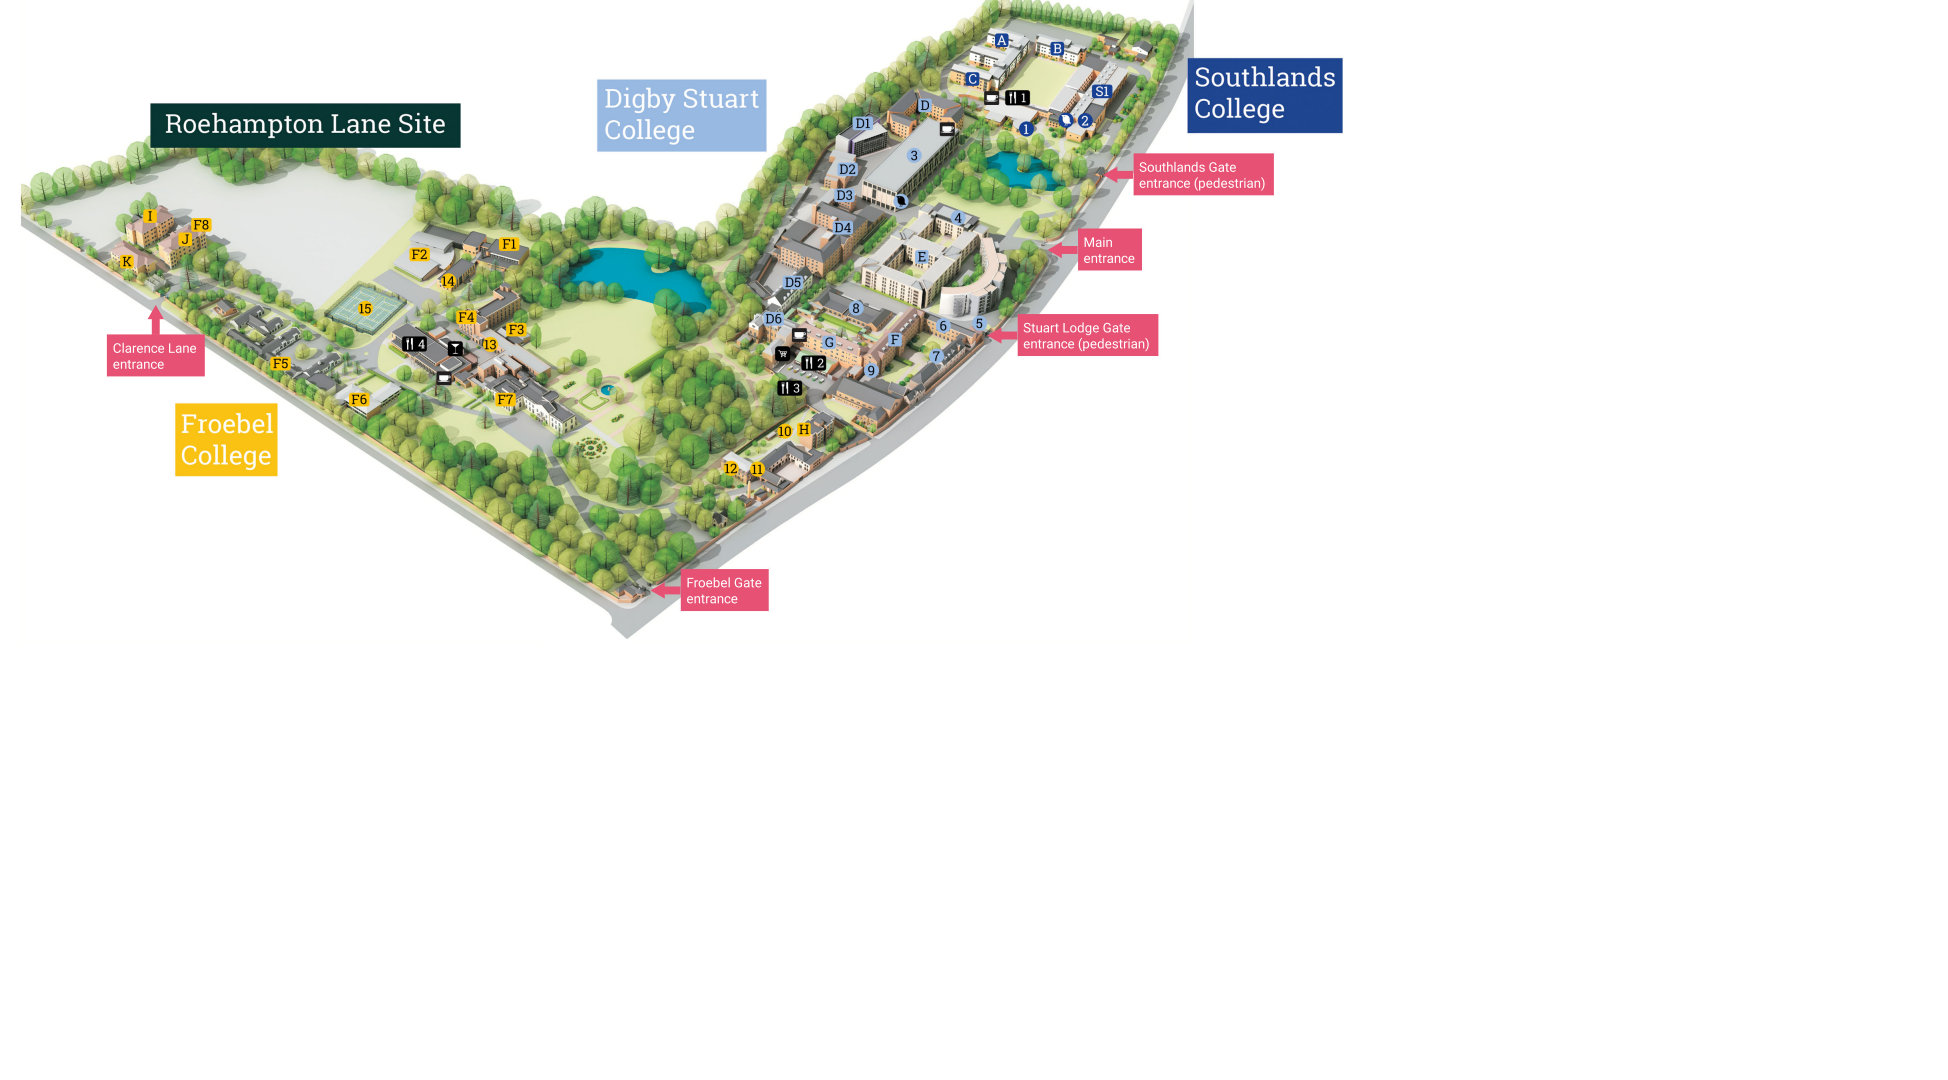 Roehampton Lane Site
Digby Stuart
College
Southlands
College
Froebel
College
Southlands Gate
entrance (pedestrian)
Main
entrance
Stuart Lodge Gate
entrance (pedestrian)
Clarence Lane
entrance
Froebel Gate
entrance
A
B
C
S1
1
1
2
D
D1
3
D2
D3
D4
4
E
D5
8
D6
G
F
6
5
7
2
9
3
10
H
12
11
I
F8
J
K
F1
F2
14
15
F4
F3
4
13
F5
F6
F7